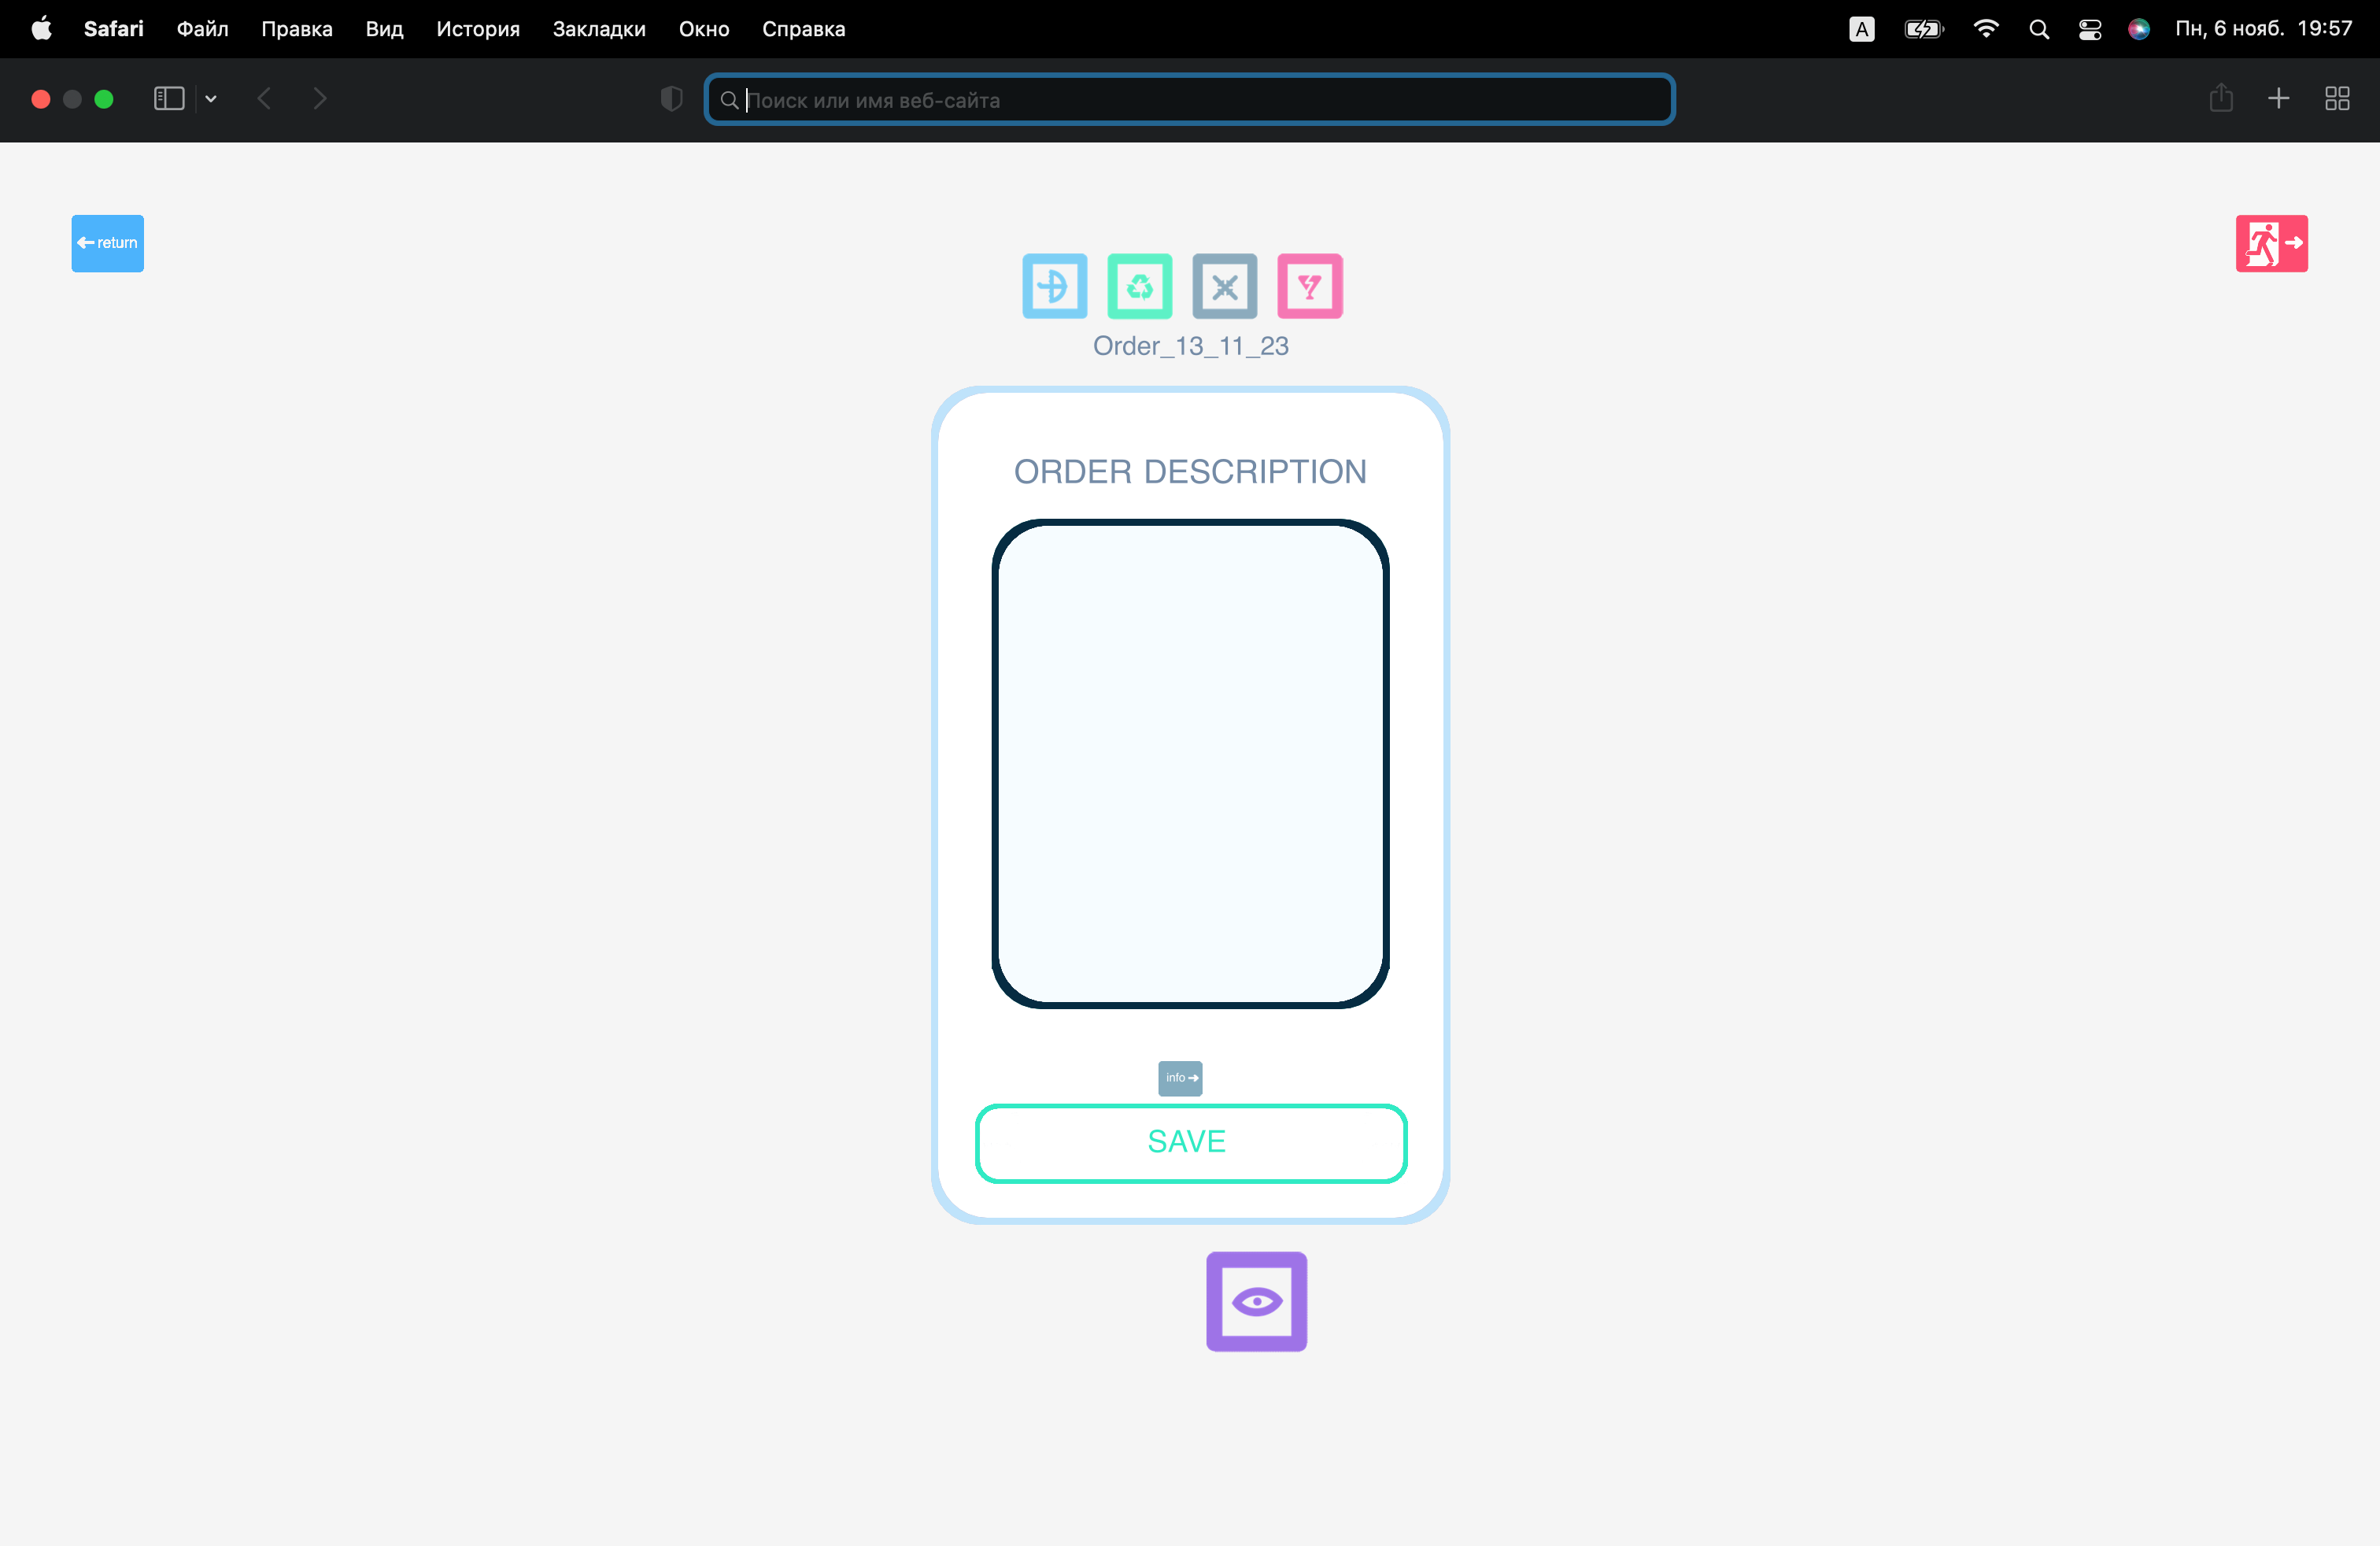 Safari Файл Правка Вид История Закладки Окно Справка A Пн, 6 нояб. 19:57
Поиск или имя веб-сайта
return
Order_13_11_23
ORDER DESCRIPTION
info
SAVE